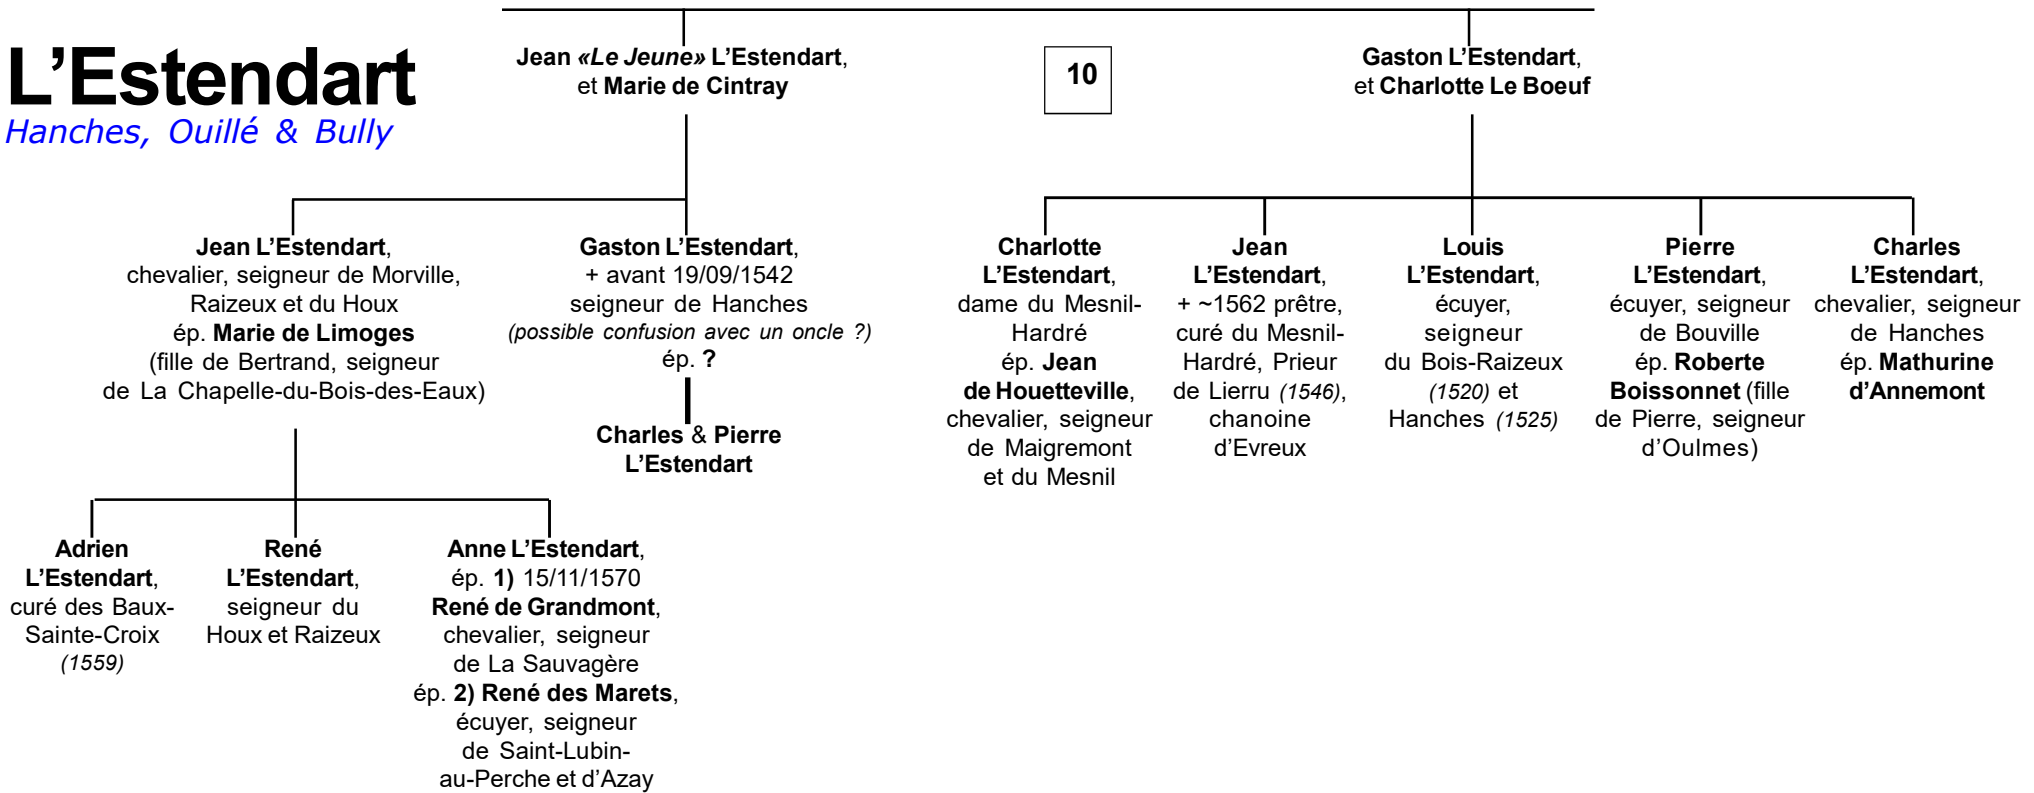 L’Estendart
Hanches, Ouillé & Bully
Jean «Le Jeune» L’Estendart,
et Marie de Cintray
10
Gaston L’Estendart,
et Charlotte Le Boeuf
Jean L’Estendart,
chevalier, seigneur de Morville,
Raizeux et du Houx
ép. Marie de Limoges
(fille de Bertrand, seigneur
de La Chapelle-du-Bois-des-Eaux)
Gaston L’Estendart,
+ avant 19/09/1542
seigneur de Hanches
(possible confusion avec un oncle ?)
ép. ?
Charles & Pierre
L’Estendart
Charlotte
L’Estendart,
dame du Mesnil-
Hardré
ép. Jean
de Houetteville,
chevalier, seigneur
de Maigremont
et du Mesnil
Jean
L’Estendart,
+ ~1562 prêtre,
curé du Mesnil-
Hardré, Prieur
de Lierru (1546),
chanoine
d’Evreux
Louis
L’Estendart,
écuyer,
seigneur
du Bois-Raizeux
(1520) et
Hanches (1525)
Pierre
L’Estendart,
écuyer, seigneur
de Bouville
ép. Roberte
Boissonnet (fille
de Pierre, seigneur
d’Oulmes)
Charles
L’Estendart,
chevalier, seigneur
de Hanches
ép. Mathurine
d’Annemont
Adrien
L’Estendart,
curé des Baux-
Sainte-Croix
(1559)
René
L’Estendart,
seigneur du
Houx et Raizeux
Anne L’Estendart,
ép. 1) 15/11/1570
René de Grandmont,
chevalier, seigneur
de La Sauvagère
ép. 2) René des Marets,
écuyer, seigneur
de Saint-Lubin-
au-Perche et d’Azay